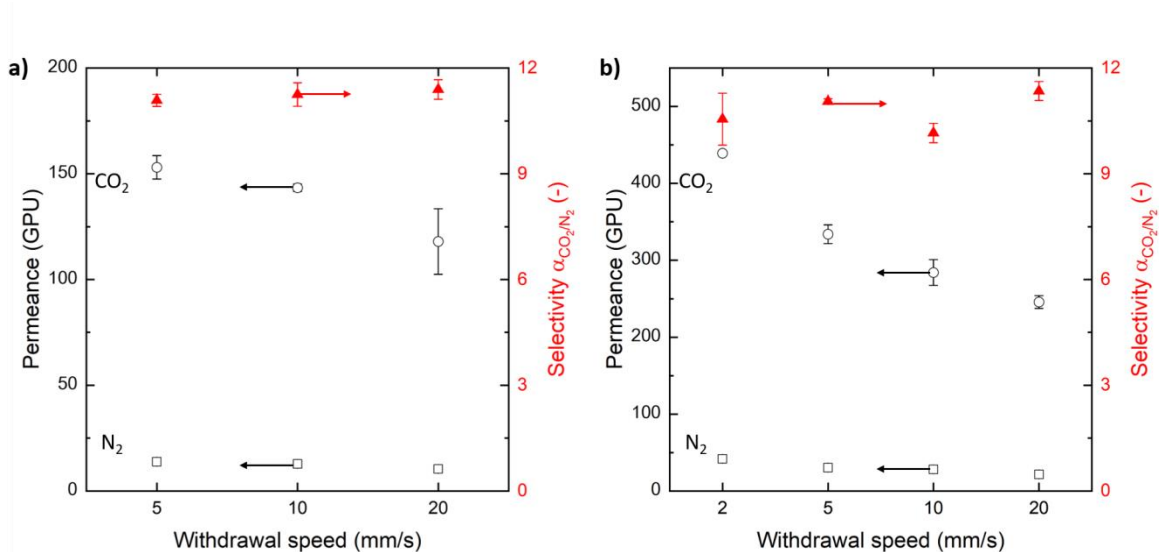 a)
200
150
100
50
0
Permeance (GPU)
CO₂
N₂
12
9
6
3
0
Selectivity α_CO₂/N₂ (-)
5 10 20
Withdrawal speed (mm/s)
b)
500
400
300
200
100
0
Permeance (GPU)
CO₂
N₂
12
9
6
3
0
Selectivity α_CO₂/N₂ (-)
2 5 10 20
Withdrawal speed (mm/s)